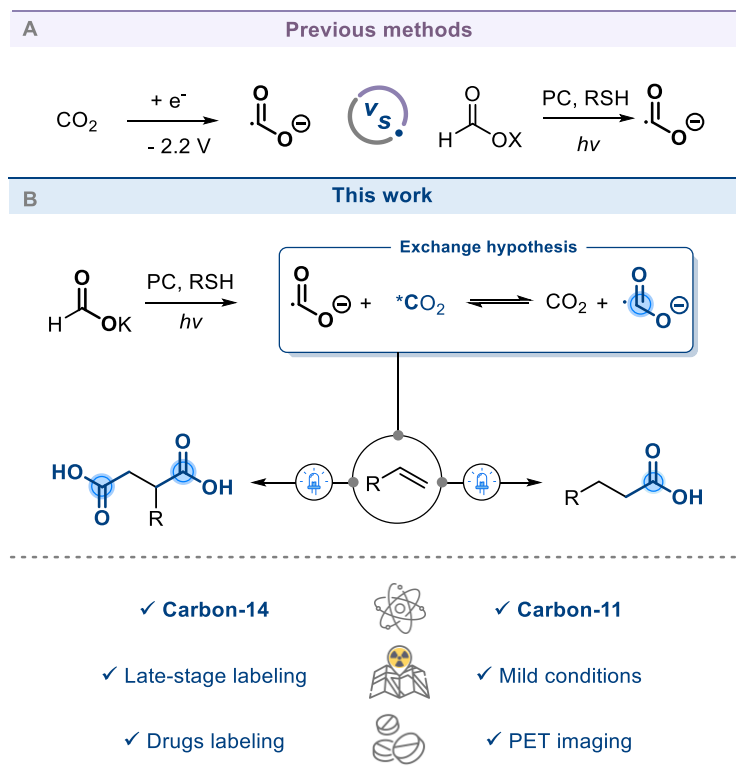 A
Previous methods
CO₂
+ e⁻
- 2.2 V
O
O⊖
vs.
O
H
OX
PC, RSH
hv
O
O⊖
B
This work
O
H
OK
PC, RSH
hv
Exchange hypothesis
O
O⊖
+
*CO₂
CO₂ +
O
O⊖
HO
O
O
OH
R
R
R
O
OH
✓ Carbon-14
✓ Carbon-11
✓ Late-stage labeling
✓ Mild conditions
✓ Drugs labeling
✓ PET imaging